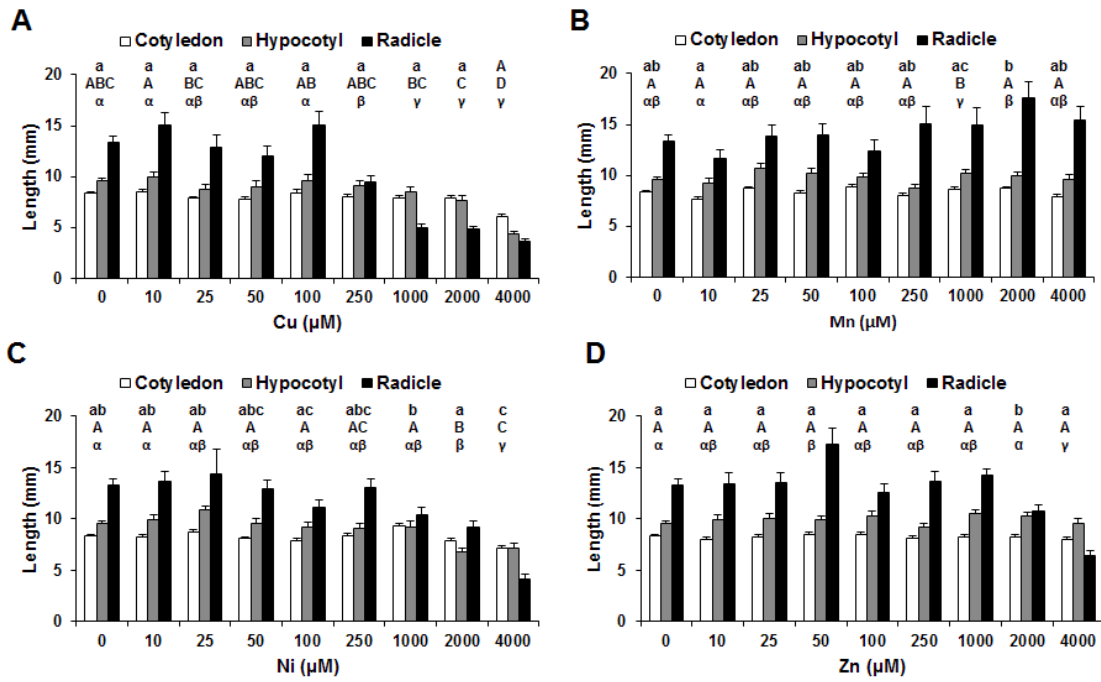 A
Cotyledon Hypocotyl Radicle
a a a a a a a a A
ABC A BC ABC AB ABC BC C D
α α αβ αβ α β γ γ γ
20
15
10
5
0
Length (mm)
0 10 25 50 100 250 1000 2000 4000
Cu (µM)
B
Cotyledon Hypocotyl Radicle
ab a ab ab ab ab ac b ab
A A A A A A B A A
αβ α αβ αβ αβ αβ γ β αβ
20
15
10
5
0
Length (mm)
0 10 25 50 100 250 1000 2000 4000
Mn (µM)
C
Cotyledon Hypocotyl Radicle
ab ab ab abc ac abc b a c
A A A A A AC A B C
α α αβ αβ αβ αβ αβ β γ
20
15
10
5
0
Length (mm)
0 10 25 50 100 250 1000 2000 4000
Ni (µM)
D
Cotyledon Hypocotyl Radicle
a a a a a a a b a
A A A A A A A A A
α αβ αβ β αβ αβ αβ α γ
20
15
10
5
0
Length (mm)
0 10 25 50 100 250 1000 2000 4000
Zn (µM)